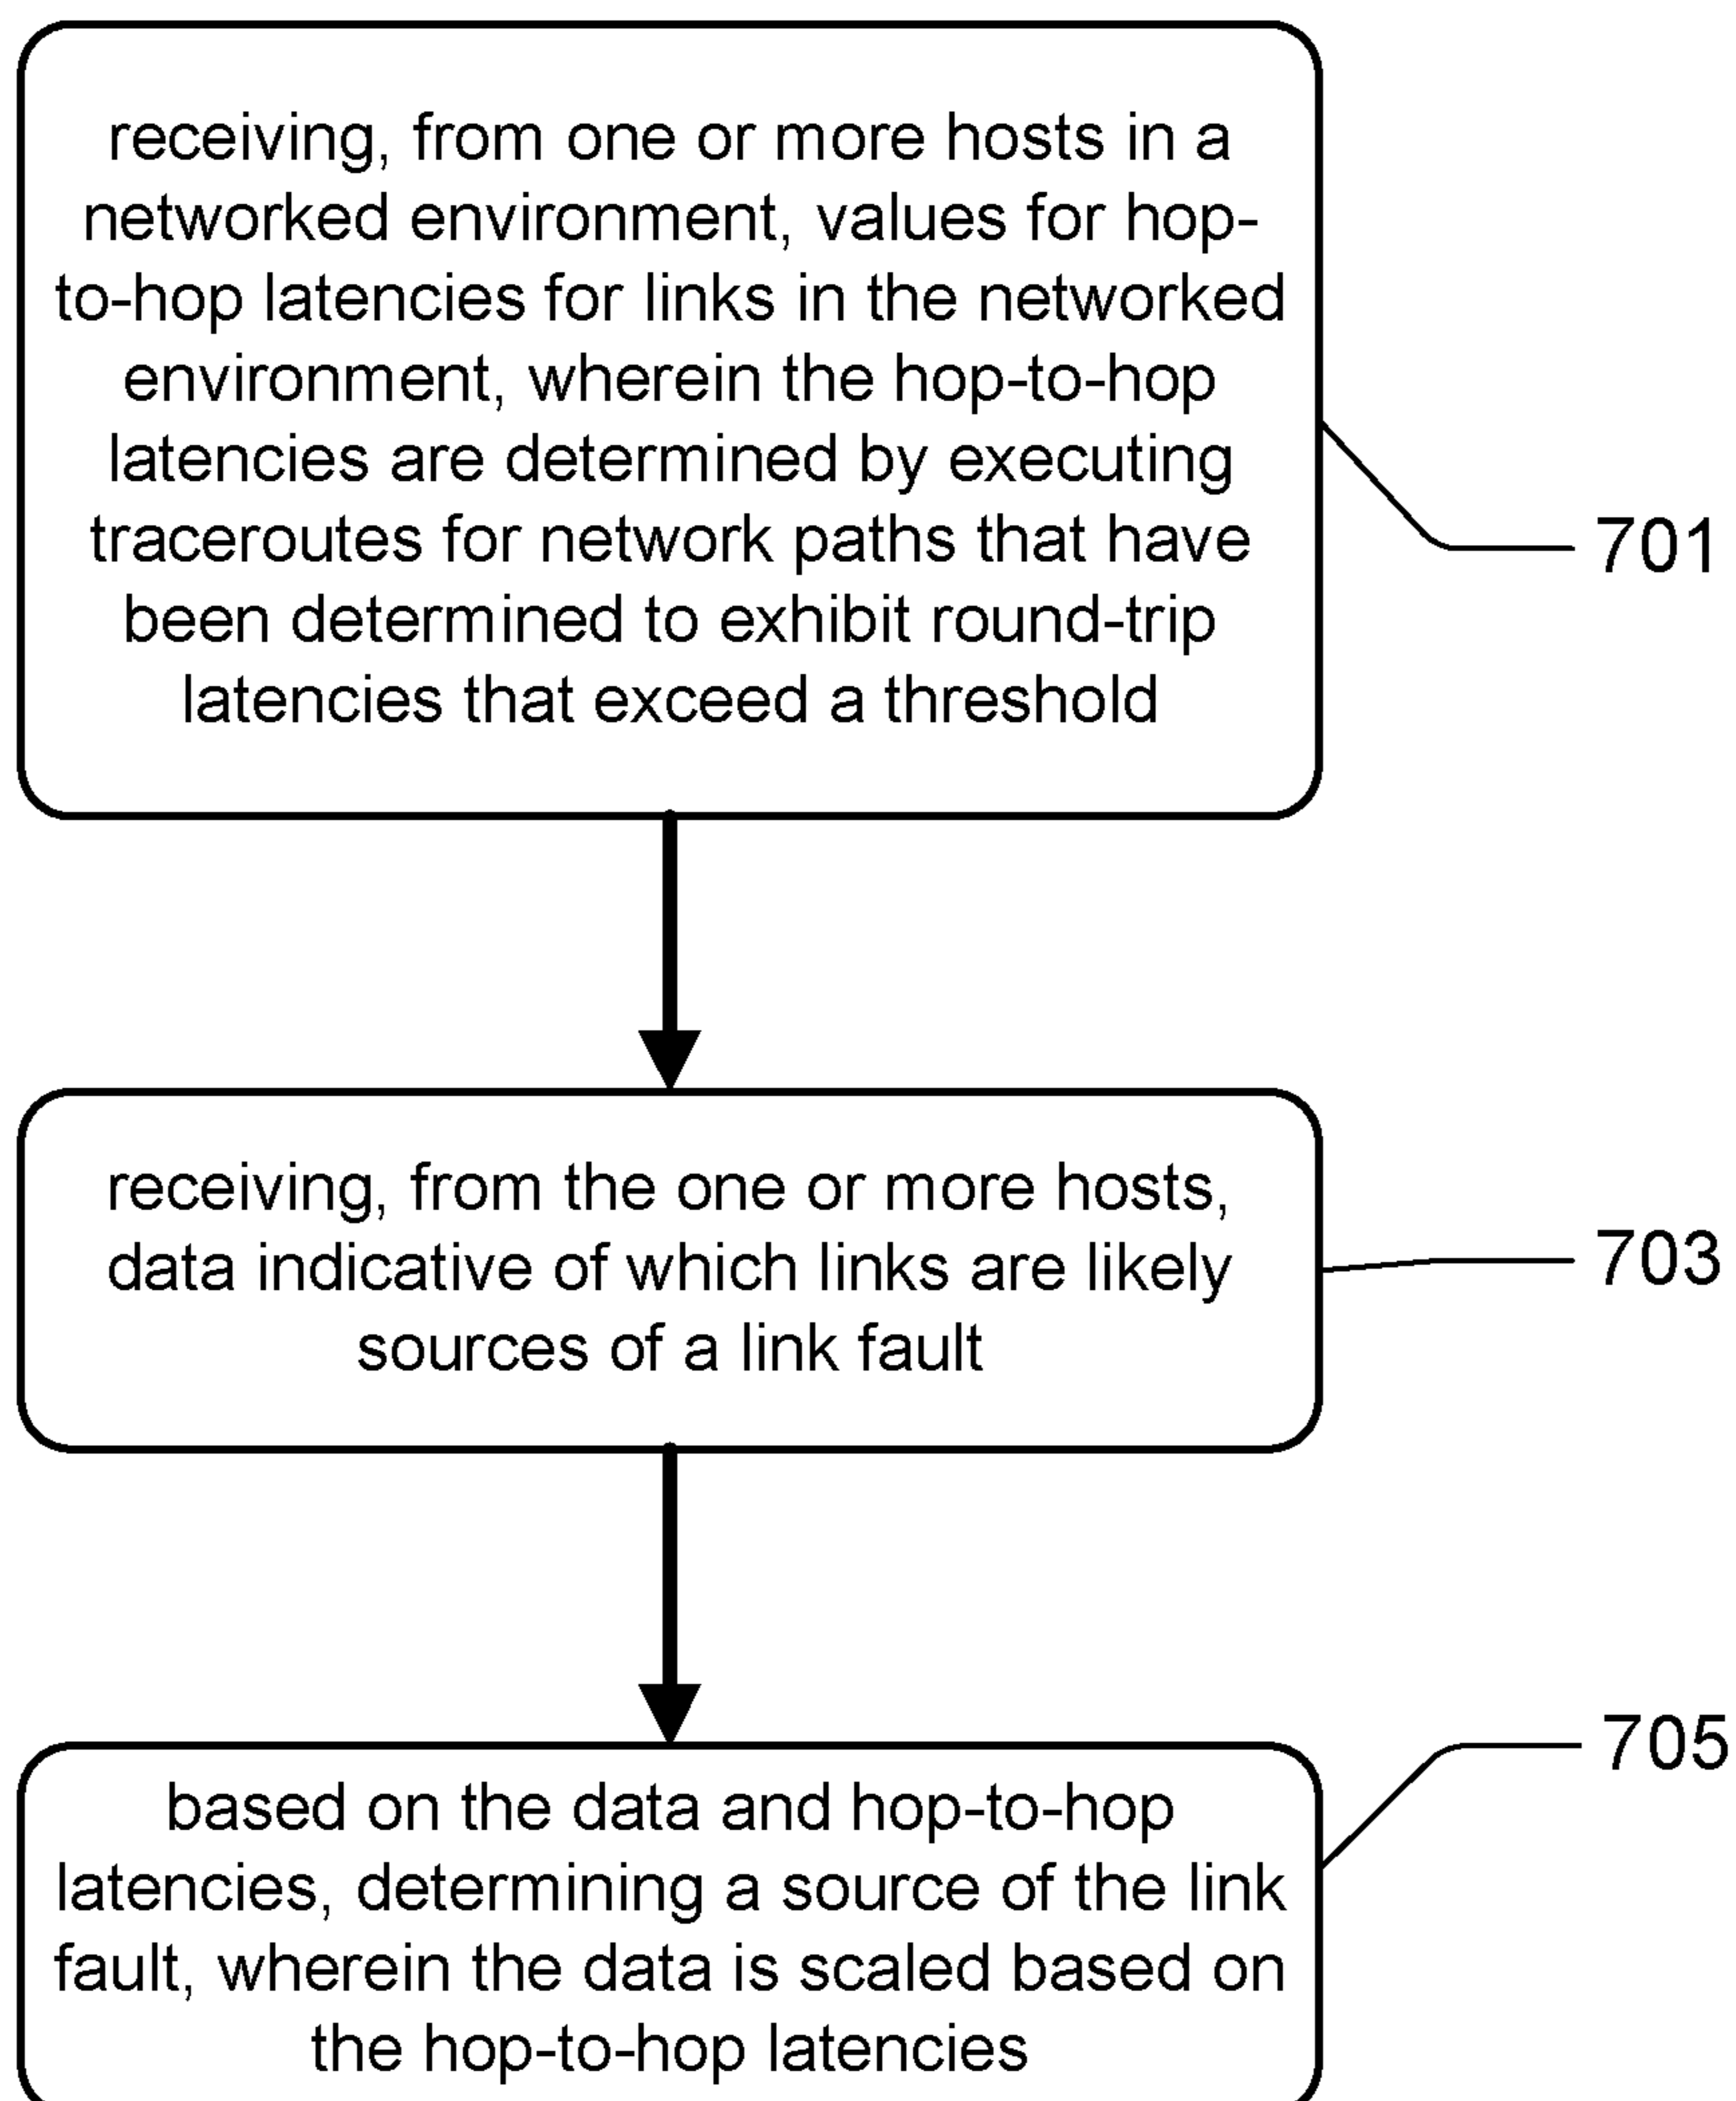 receiving, from one or more hosts in a
networked environment, values for hop-
to-hop latencies for links in the networked
environment, wherein the hop-to-hop
latencies are determined by executing
traceroutes for network paths that have
been determined to exhibit round-trip
latencies that exceed a threshold
701
receiving, from the one or more hosts,
data indicative of which links are likely
sources of a link fault
703
based on the data and hop-to-hop
latencies, determining a source of the link
fault, wherein the data is scaled based on
the hop-to-hop latencies
705